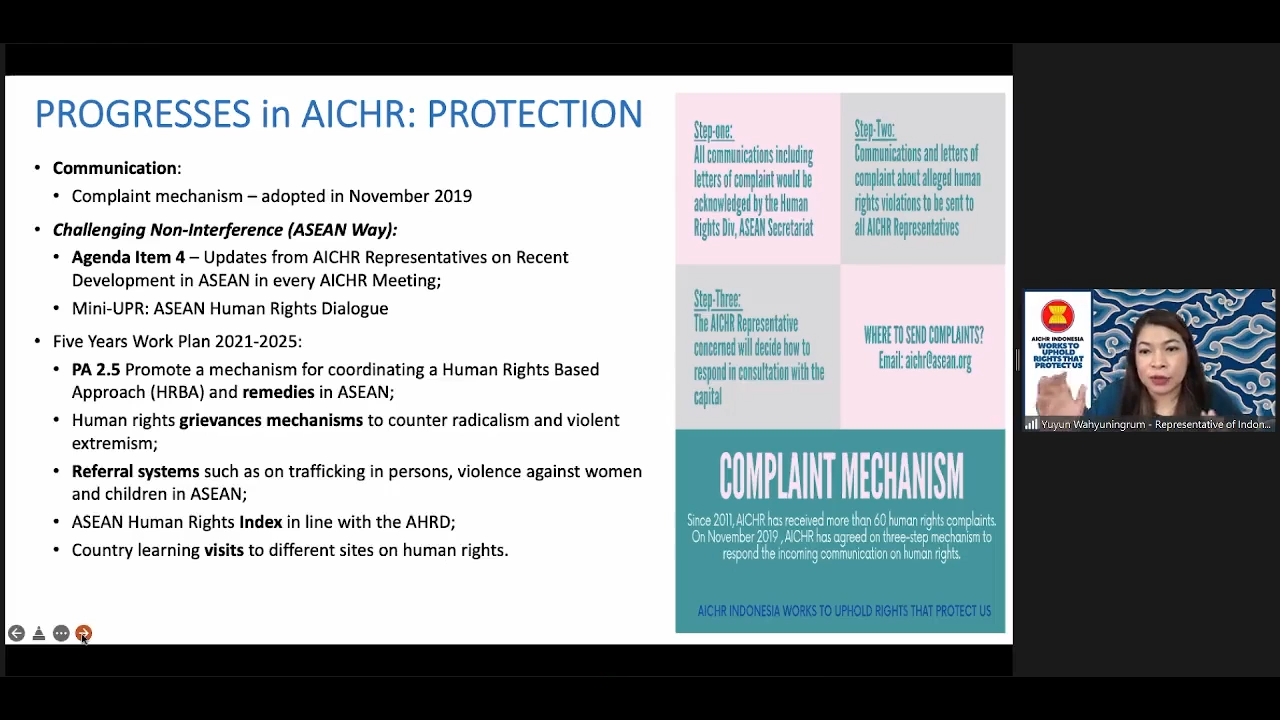 PROGRESSES in AICHR: PROTECTION
• Communication:
• Complaint mechanism – adopted in November 2019
• Challenging Non-Interference (ASEAN Way):
• Agenda Item 4 – Updates from AICHR Representatives on Recent
Development in ASEAN in every AICHR Meeting;
• Mini-UPR: ASEAN Human Rights Dialogue
• Five Years Work Plan 2021-2025:
• PA 2.5 Promote a mechanism for coordinating a Human Rights Based
Approach (HRBA) and remedies in ASEAN;
• Human rights grievances mechanisms to counter radicalism and violent
extremism;
• Referral systems such as on trafficking in persons, violence against women
and children in ASEAN;
• ASEAN Human Rights Index in line with the AHRD;
• Country learning visits to different sites on human rights.
Step-one:
All communications including
letters of complaint would be
acknowledged by the Human
Rights Div, ASEAN Secretariat
Step-Two:
Communications and letters of
complaint about alleged human
rights violations to be sent to
all AICHR Representatives
Step-Three:
The AICHR Representative
concerned will decide how to
respond in consultation with the
capital
WHERE TO SEND COMPLAINTS?
Email: aichr@asean.org
COMPLAINT MECHANISM
Since 2011, AICHR has received more than 60 human rights complaints.
On November 2019 , AICHR has agreed on three-step mechanism to
respond the incoming communication on human rights.
AICHR INDONESIA WORKS TO UPHOLD RIGHTS THAT PROTECT US
AICHR INDONESIA
WORKS TO
UPHOLD
RIGHTS THAT
PROTECT US
Yuyun Wahyuningrum - Representative of Indon...